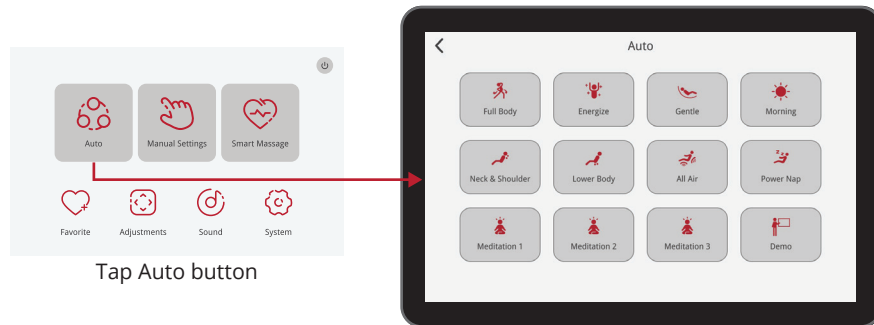 Auto
Manual Settings
Smart Massage
Favorite
Adjustments
Sound
System
Tap Auto button
Auto
Full Body
Energize
Gentle
Morning
Neck & Shoulder
Lower Body
All Air
Power Nap
Meditation 1
Meditation 2
Meditation 3
Demo